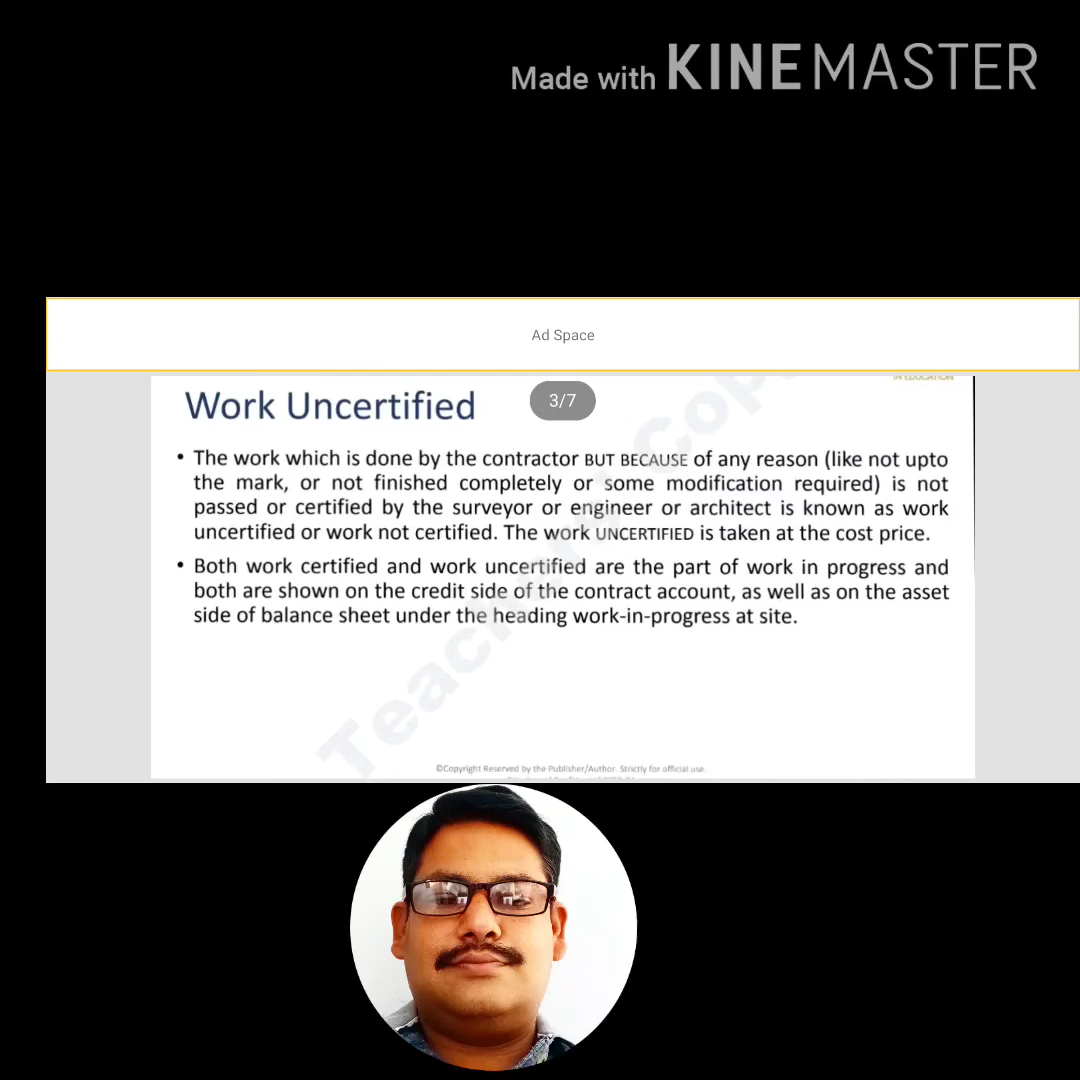 Made with KINEMASTER
Ad Space
IN EDUCATION
Work Uncertified
3/7
• The work which is done by the contractor BUT BECAUSE of any reason (like not upto
the mark, or not finished completely or some modification required) is not
passed or certified by the surveyor or engineer or architect is known as work
uncertified or work not certified. The work UNCERTIFIED is taken at the cost price.
• Both work certified and work uncertified are the part of work in progress and
both are shown on the credit side of the contract account, as well as on the asset
side of balance sheet under the heading work-in-progress at site.
©Copyright Reserved by the Publisher/Author. Strictly for official use.